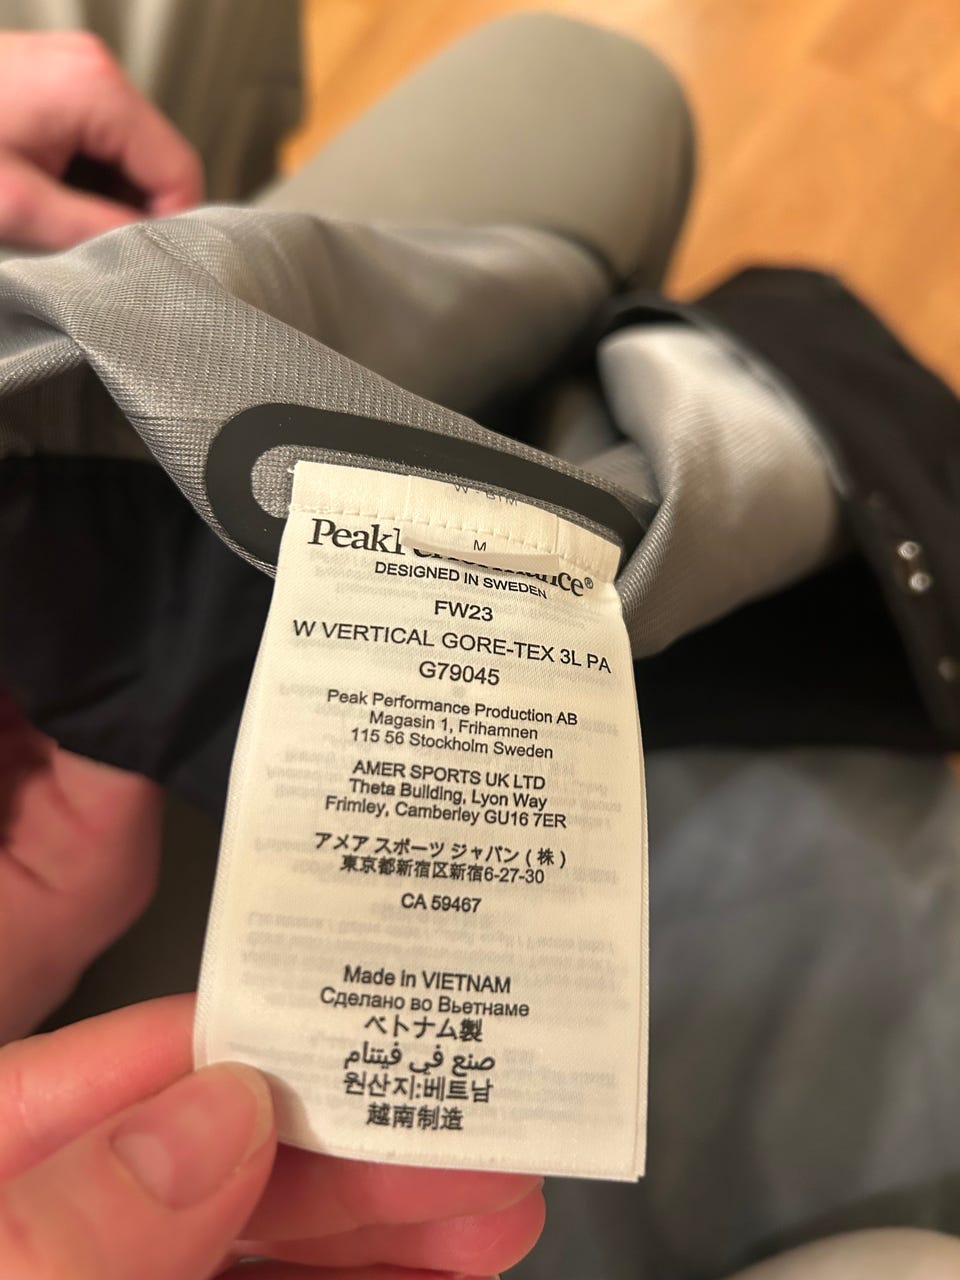 W - BTM
M
Peak Performance®
DESIGNED IN SWEDEN
FW23
W VERTICAL GORE-TEX 3L PA
G79045
Peak Performance Production AB
Magasin 1, Frihamnen
115 56 Stockholm Sweden
AMER SPORTS UK LTD
Theta Building, Lyon Way
Frimley, Camberley GU16 7ER
アメア スポーツ ジャパン ( 株 )
東京都新宿区新宿6-27-30
CA 59467
Made in VIETNAM
Сделано во Вьетнаме
ベトナム製
صنع في فيتنام
원산지:베트남
越南制造